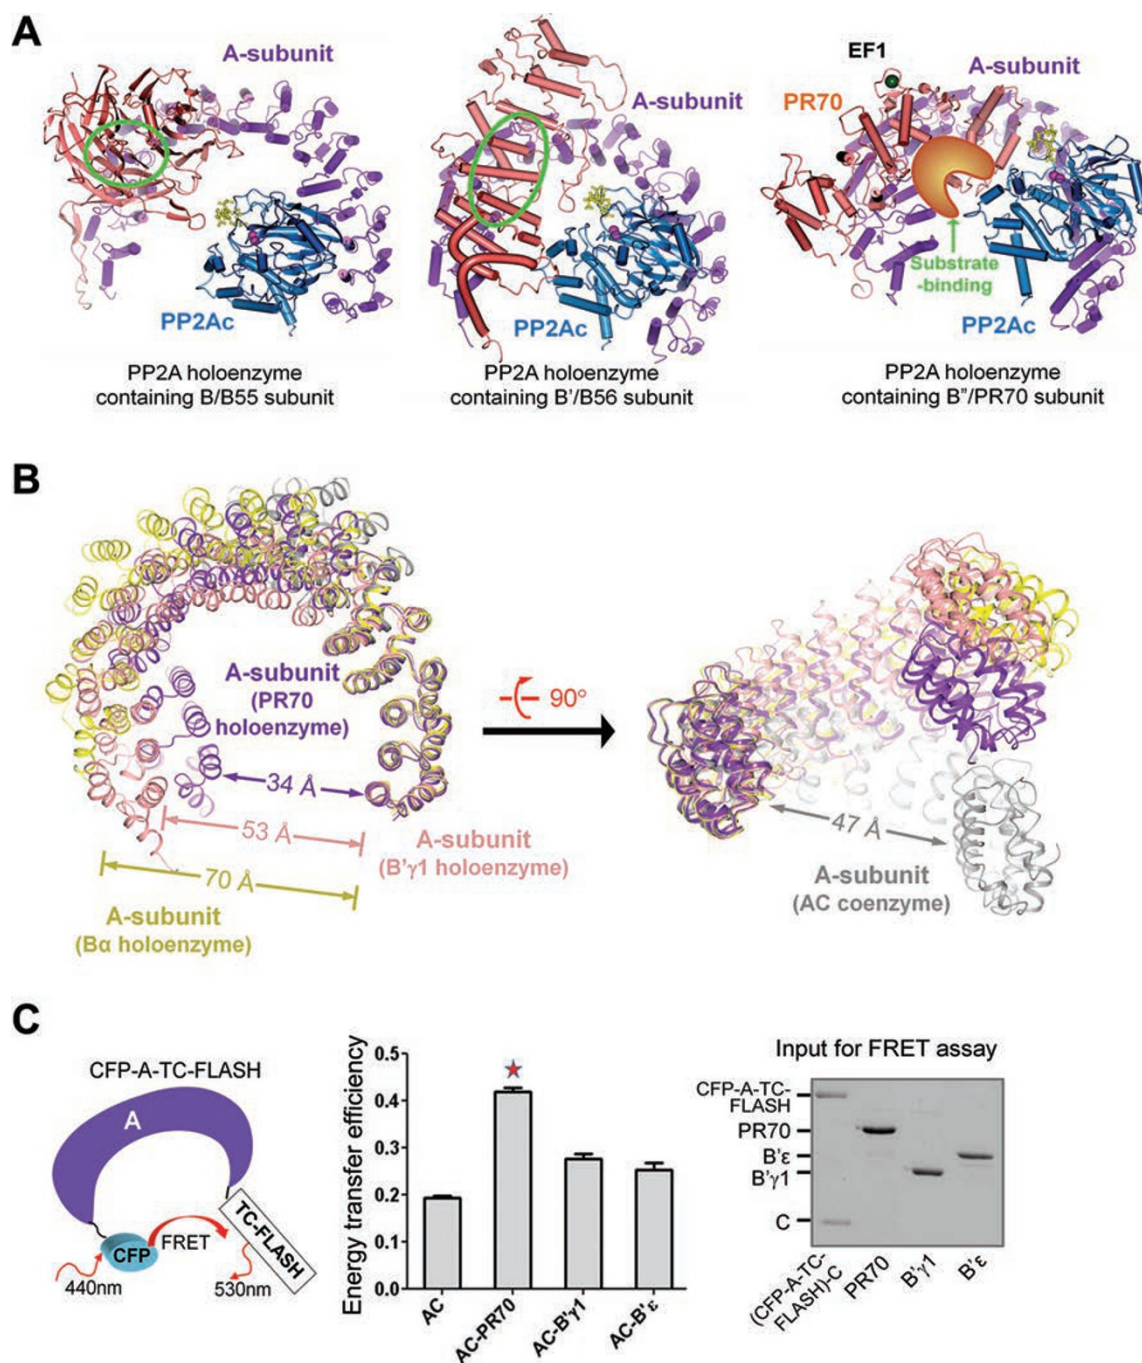 A
A-subunit
PP2Ac
PP2A holoenzyme
containing B/B55 subunit
A-subunit
PP2Ac
PP2A holoenzyme
containing B'/B56 subunit
EF1
A-subunit
PR70
Substrate
-binding
PP2Ac
PP2A holoenzyme
containing B"/PR70 subunit
B
A-subunit
(PR70
holoenzyme)
34 Å
53 Å
70 Å
A-subunit
(B'γ1 holoenzyme)
A-subunit
(Bα holoenzyme)
90°
47 Å
A-subunit
(AC coenzyme)
C
CFP-A-TC-FLASH
A
CFP
FRET
TC-FLASH
440nm
530nm
Energy transfer efficiency
0.5
0.4
0.3
0.2
0.1
0.0
AC
AC-PR70
AC-B'γ1
AC-B'ε
Input for FRET assay
CFP-A-TC-
FLASH
PR70
B'ε
B'γ1
C
(CFP-A-TC-
FLASH)-C
PR70
B'γ1
B'ε